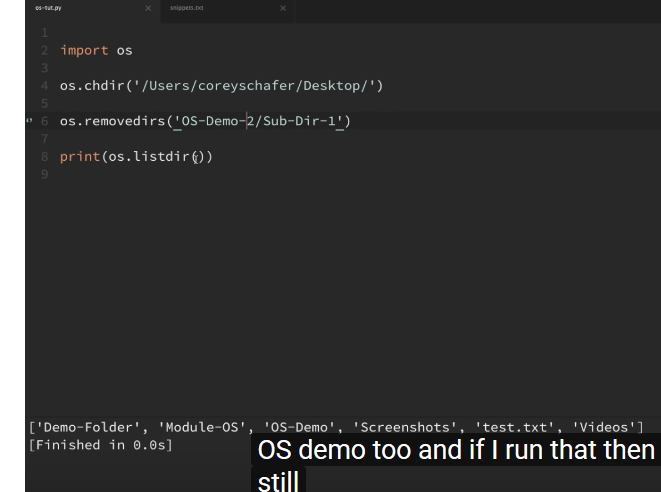 os-tut.py snippets.txt
1
2 import os
3
4 os.chdir('/Users/coreyschafer/Desktop/')
5
6 os.removedirs('OS-Demo-2/Sub-Dir-1')
7
8 print(os.listdir())
9
['Demo-Folder', 'Module-OS', 'OS-Demo', 'Screenshots', 'test.txt', 'Videos']
[Finished in 0.0s]
OS demo too and if I run that then
still